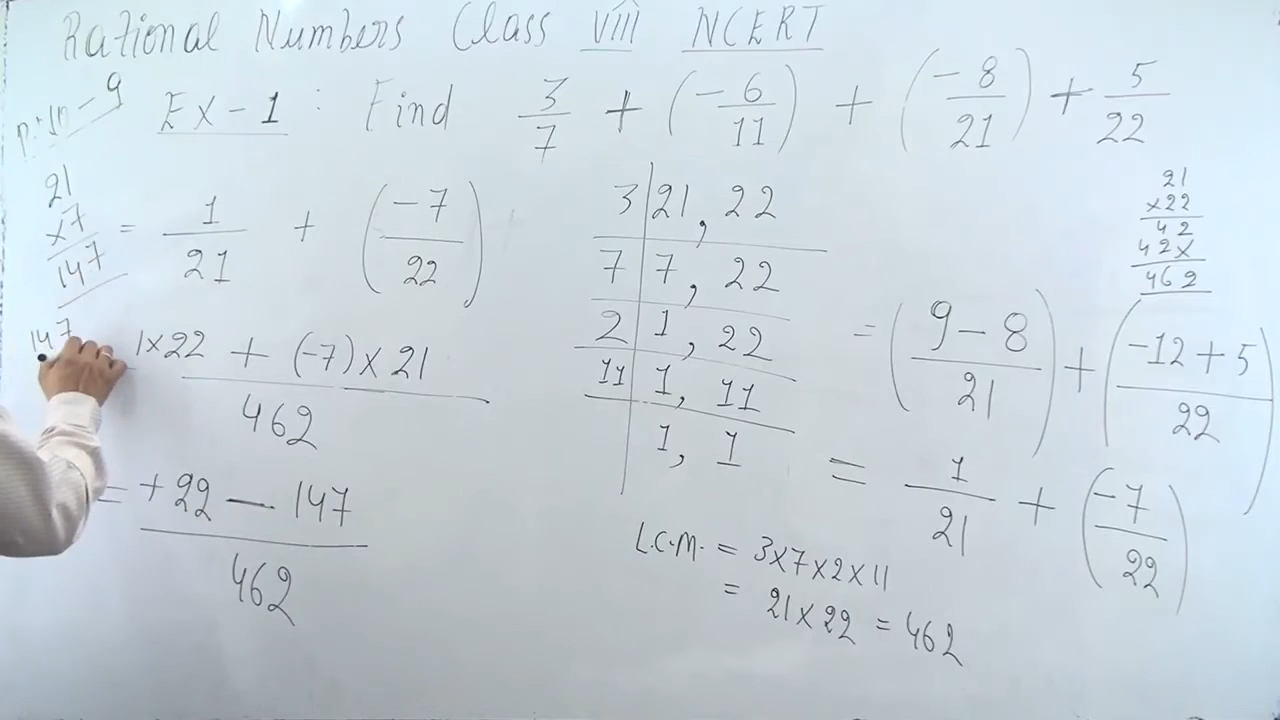 Rational Numbers Class viii NCERT
EX-1 : Find 3/7 + (-6/11) + (-8/21) + 5/22
21
×7
147
= 1/21 + (-7/22)
147
1×22 + (-7)×21
462
= +22 - 147
462
3 | 21, 22
7 | 7, 22
2 | 1, 22
11 | 1, 11
1, 1
L.C.M. = 3×7×2×11
= 21×22 = 462
21
×22
42
42×
462
= (9-8/21) + (-12+5/22)
= 1/21 + (-7/22)